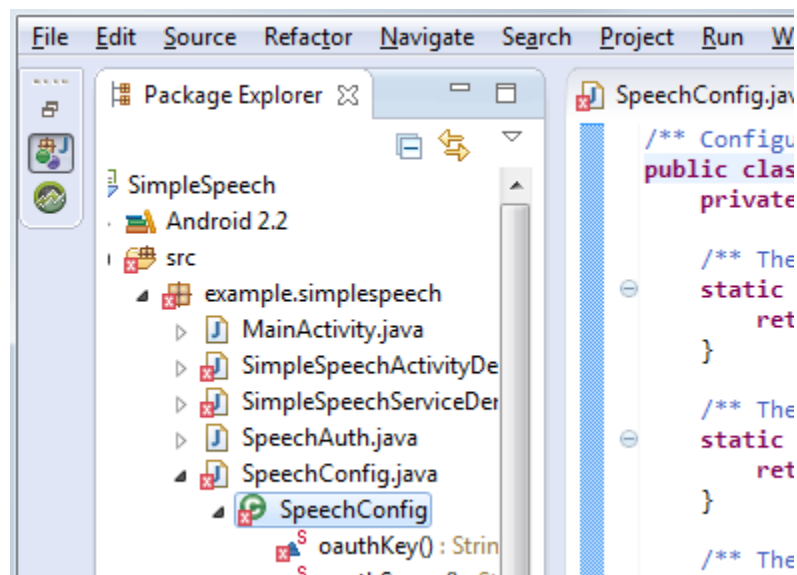 File Edit Source Refactor Navigate Search Project Run
Package Explorer
SimpleSpeech
Android 2.2
src
example.simplespeech
MainActivity.java
SimpleSpeechActivityDe
SimpleSpeechServiceDer
SpeechAuth.java
SpeechConfig.java
SpeechConfig
oauthKey() : Strin
SpeechConfig.jav
/** Configu
public clas
private
/** The
static
ret
}
/** The
static
ret
}
/** The